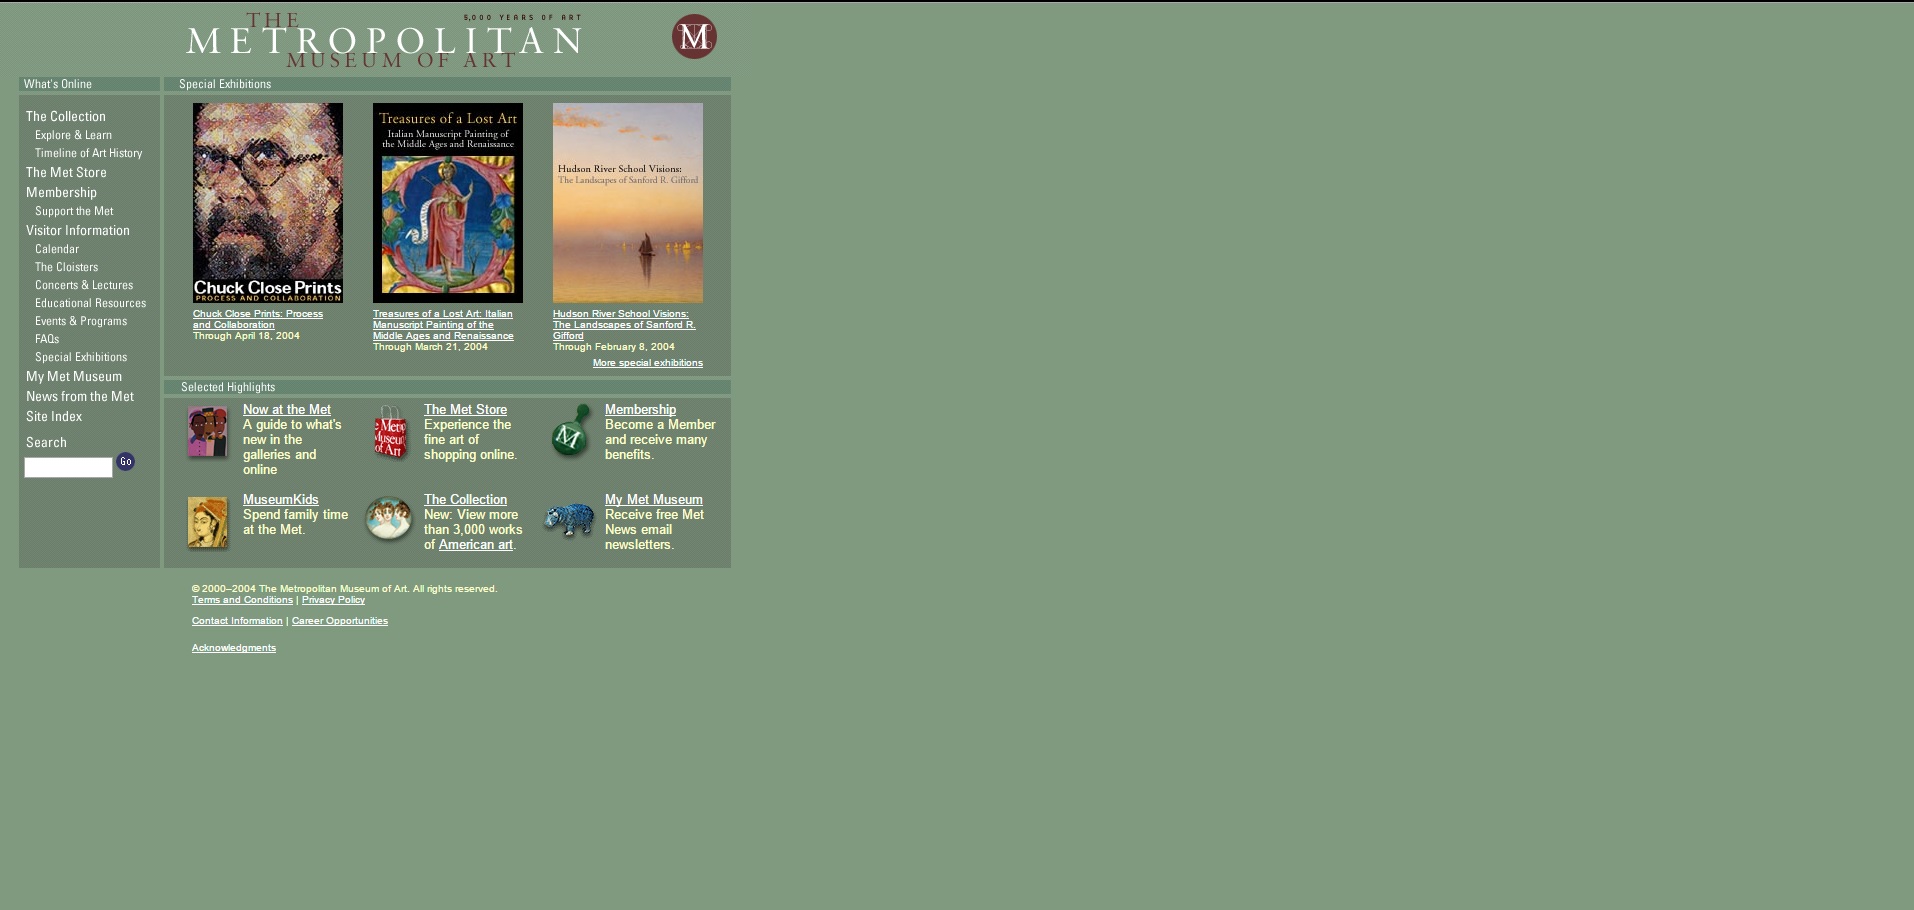 5,000 YEARS OF ART
THE
METROPOLITAN
MUSEUM OF ART
M
What's Online
The Collection
Explore & Learn
Timeline of Art History
The Met Store
Membership
Support the Met
Visitor Information
Calendar
The Cloisters
Concerts & Lectures
Educational Resources
Events & Programs
FAQs
Special Exhibitions
My Met Museum
News from the Met
Site Index
Search
Go
Special Exhibitions
Chuck Close Prints
PROCESS AND COLLABORATION
Chuck Close Prints: Process
and Collaboration
Through April 18, 2004
Treasures of a Lost Art
Italian Manuscript Painting of
the Middle Ages and Renaissance
Treasures of a Lost Art: Italian
Manuscript Painting of the
Middle Ages and Renaissance
Through March 21, 2004
Hudson River School Visions:
The Landscapes of Sanford R. Gifford
Hudson River School Visions:
The Landscapes of Sanford R.
Gifford
Through February 8, 2004
More special exhibitions
Selected Highlights
Now at the Met
A guide to what's
new in the
galleries and
online
e Metro
Museum
of Art
The Met Store
Experience the
fine art of
shopping online.
M
Membership
Become a Member
and receive many
benefits.
MuseumKids
Spend family time
at the Met.
The Collection
New: View more
than 3,000 works
of American art.
My Met Museum
Receive free Met
News email
newsletters.
© 2000–2004 The Metropolitan Museum of Art. All rights reserved.
Terms and Conditions | Privacy Policy
Contact Information | Career Opportunities
Acknowledgments